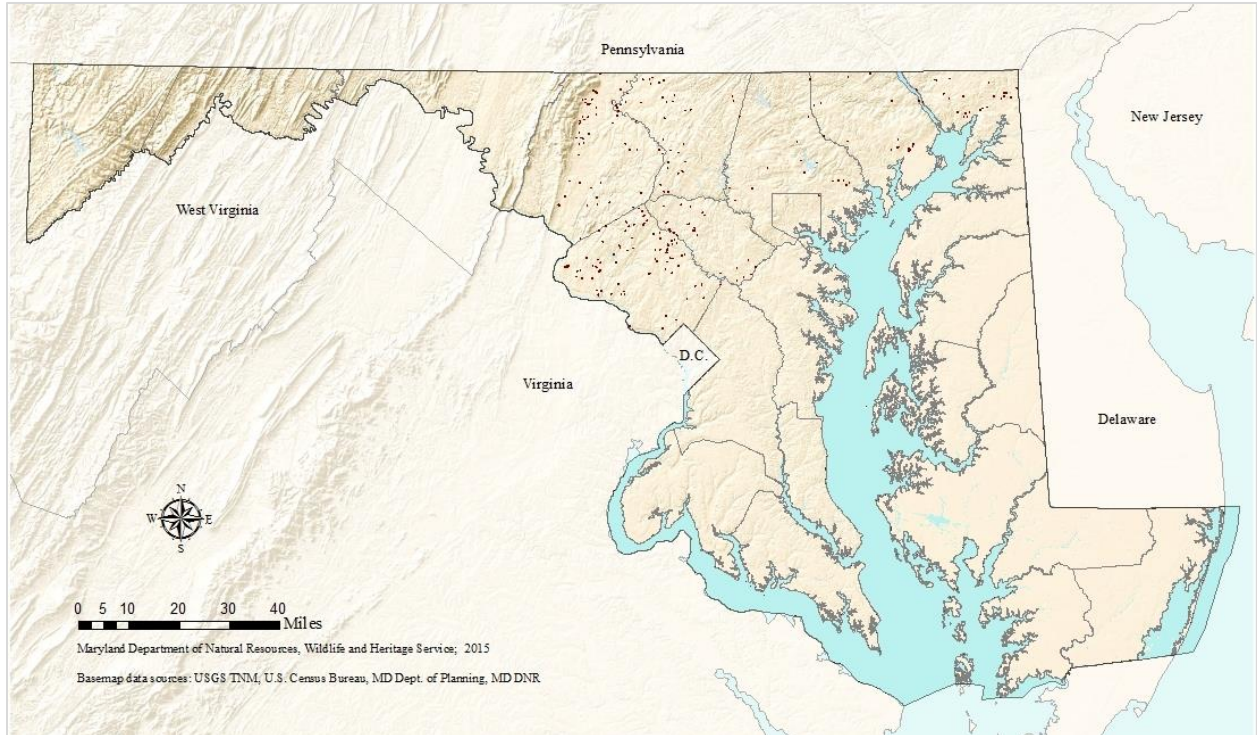 Pennsylvania
New Jersey
West Virginia
D.C.
Virginia
Delaware
N
W E
S
0 5 10 20 30 40
Miles
Maryland Department of Natural Resources, Wildlife and Heritage Service; 2015
Basemap data sources: USGS TNM, U.S. Census Bureau, MD Dept. of Planning, MD DNR